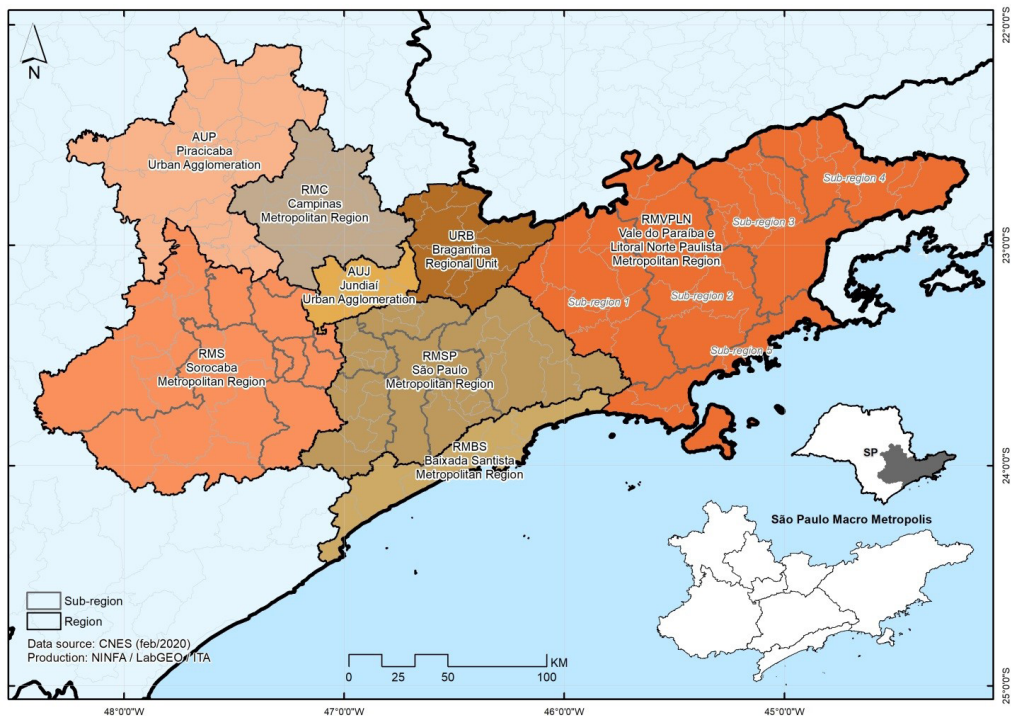 22°0'0"S
N
AUP
Piracicaba
Urban Agglomeration
Sub-region 4
RMC
Campinas
Metropolitan Region
RMVPLN
Vale do Paraíba e
Litoral Norte Paulista
Metropolitan Region
Sub-region 3
URB
Bragantina
Regional Unit
23°0'0"S
AUJ
Jundiaí
Urban Agglomeration
Sub-region 1
Sub-region 2
Sub-region 5
RMS
Sorocaba
Metropolitan Region
RMSP
São Paulo
Metropolitan Region
RMBS
Baixada Santista
Metropolitan Region
SP
24°0'0"S
São Paulo Macro Metropolis
Sub-region
Region
Data source: CNES (feb/2020)
Production: NINFA / LabGEO / ITA
KM
0 25 50 100
25°0'0"S
48°0'0"W 47°0'0"W 46°0'0"W 45°0'0"W